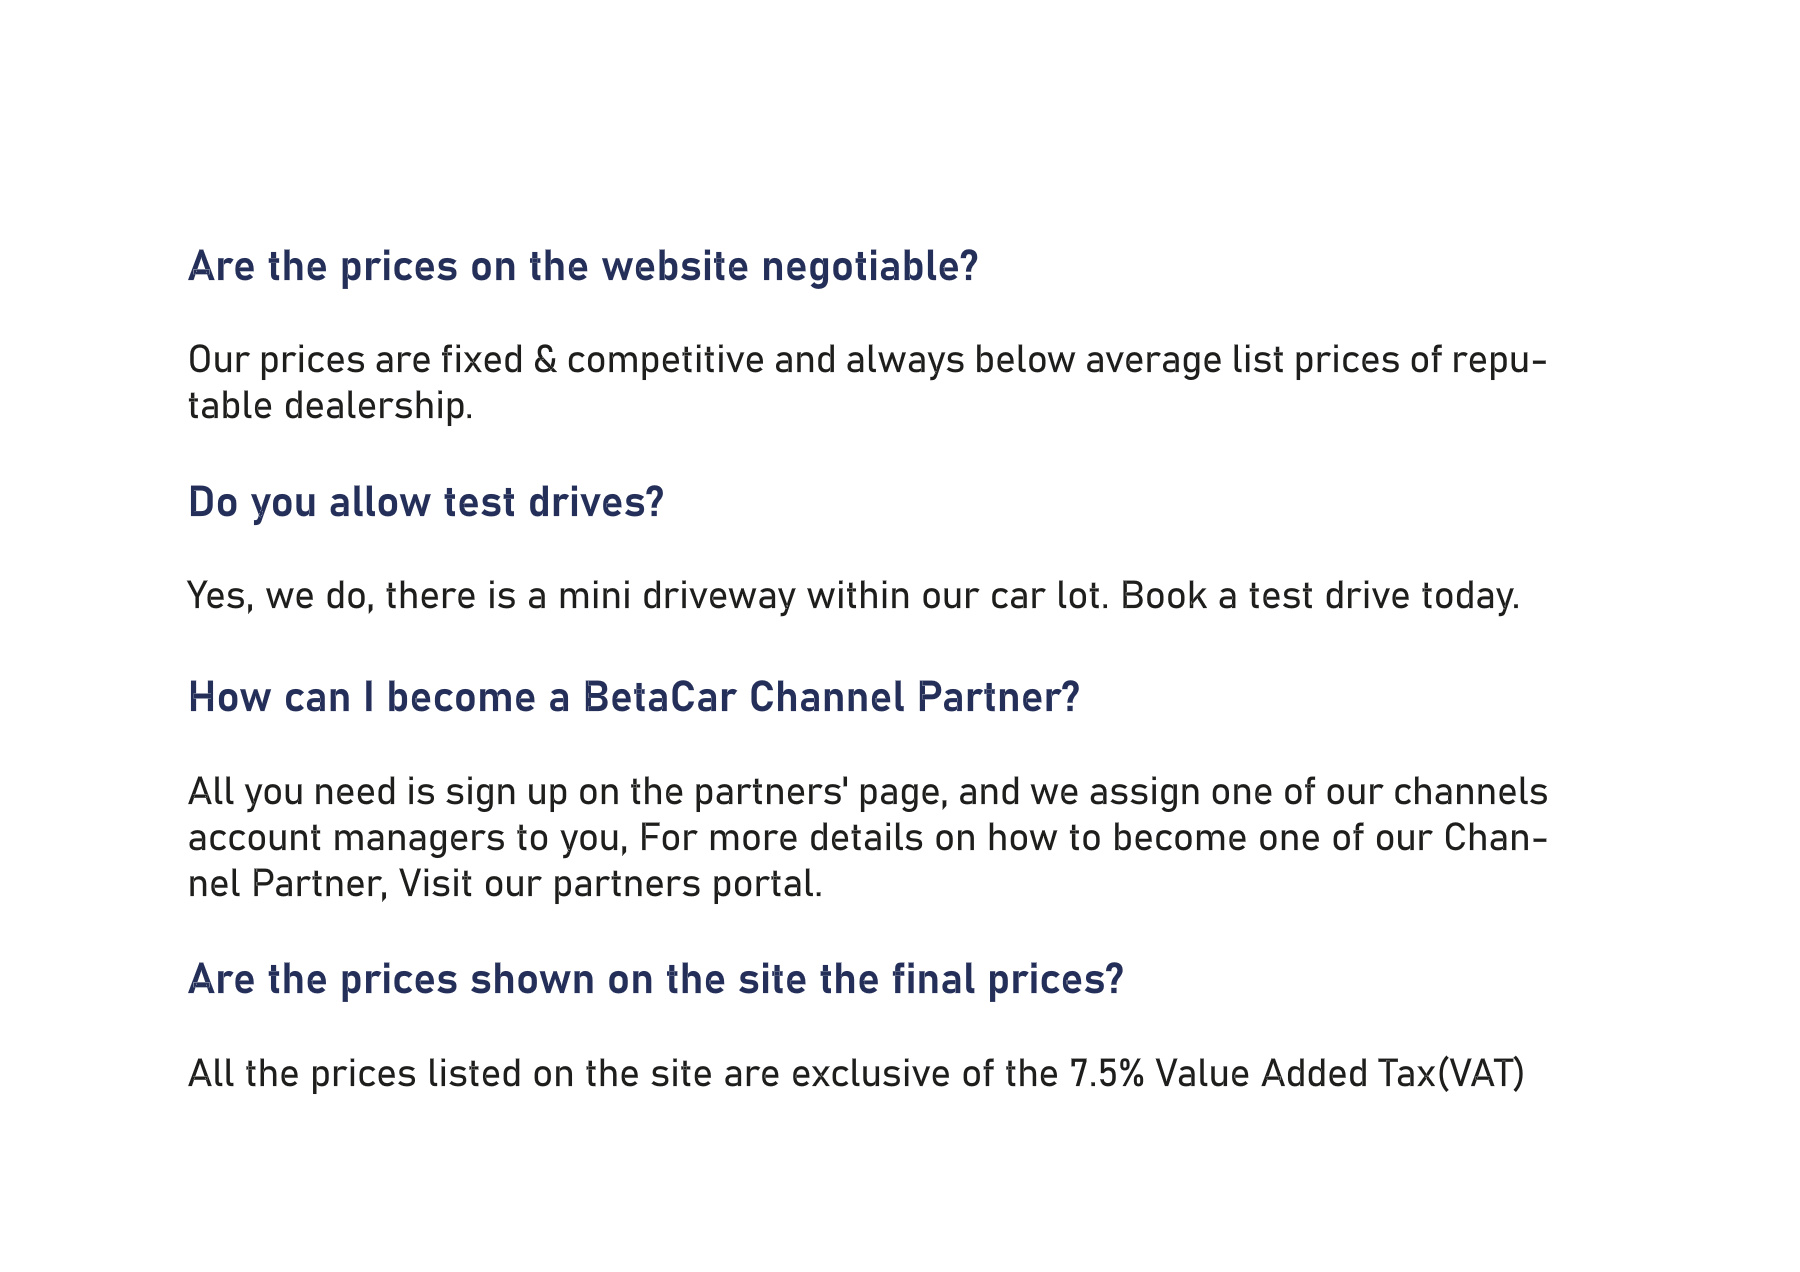 Are the prices on the website negotiable?
Our prices are fixed & competitive and always below average list prices of repu-
table dealership.
Do you allow test drives?
Yes, we do, there is a mini driveway within our car lot. Book a test drive today.
How can I become a BetaCar Channel Partner?
All you need is sign up on the partners' page, and we assign one of our channels
account managers to you, For more details on how to become one of our Chan-
nel Partner, Visit our partners portal.
Are the prices shown on the site the final prices?
All the prices listed on the site are exclusive of the 7.5% Value Added Tax(VAT)